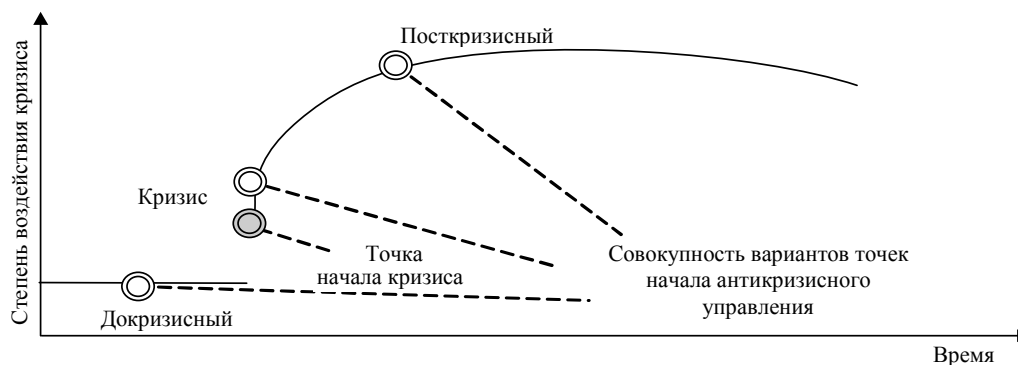 Степень воздействия кризиса
Посткризисный
Кризис
Точка
начала кризиса
Совокупность вариантов точек
начала антикризисного
управления
Докризисный
Время